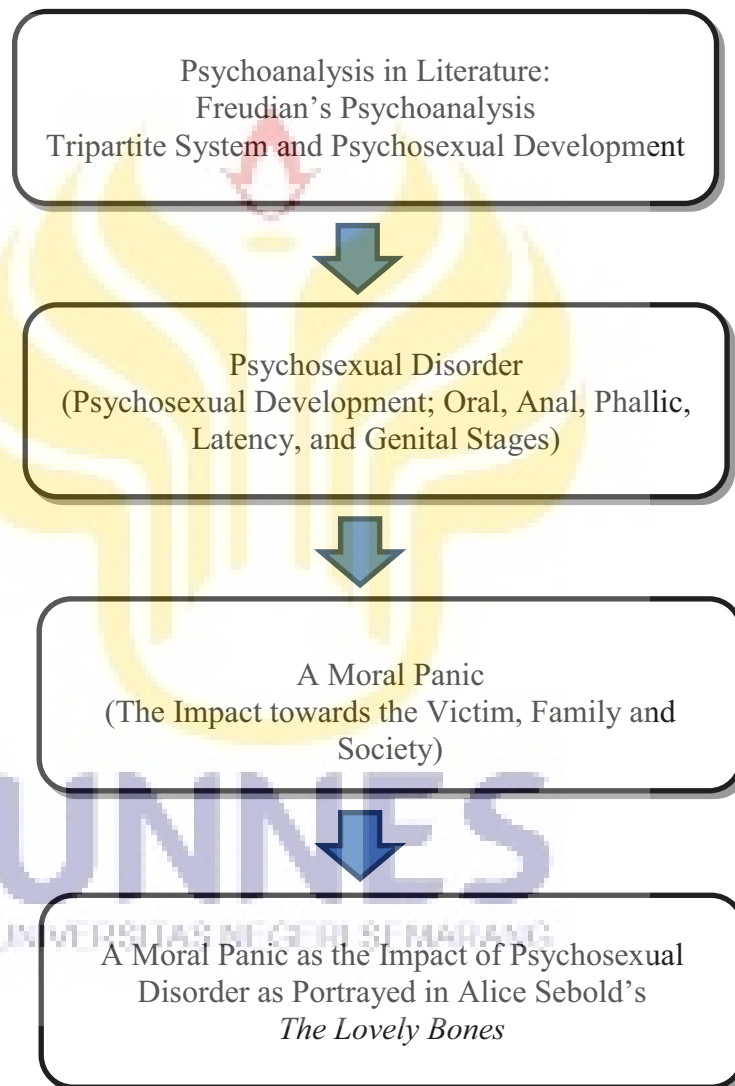 Psychoanalysis in Literature:
Freudian’s Psychoanalysis
Tripartite System and Psychosexual Development
Psychosexual Disorder
(Psychosexual Development; Oral, Anal, Phallic,
Latency, and Genital Stages)
A Moral Panic
(The Impact towards the Victim, Family and
Society)
UNNES
UNIVERSITAS NEGERI SEMARANG
A Moral Panic as the Impact of Psychosexual
Disorder as Portrayed in Alice Sebold’s
The Lovely Bones